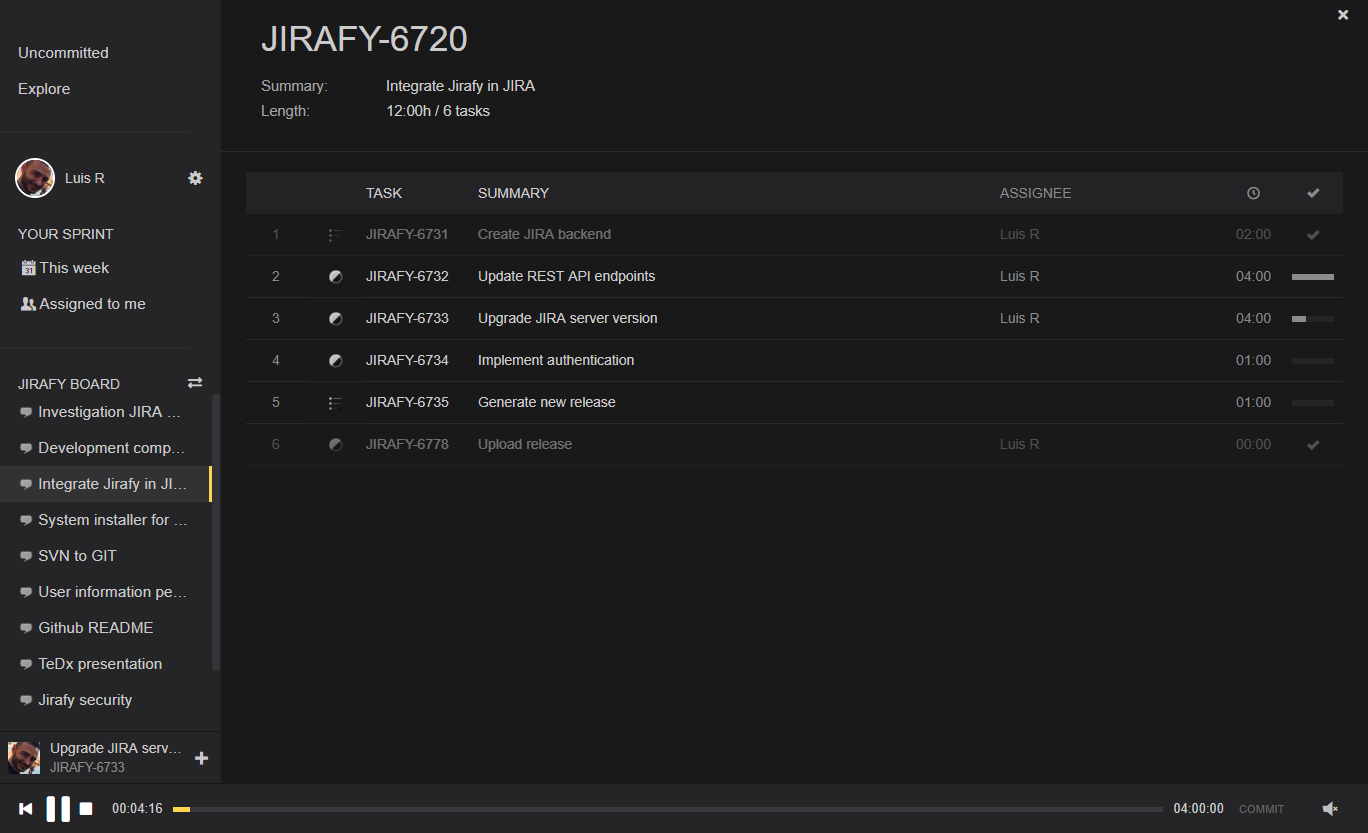 Uncommitted
Explore
Luis R
YOUR SPRINT
31 This week
Assigned to me
JIRAFY BOARD
Investigation JIRA ...
Development comp...
Integrate Jirafy in JI...
System installer for ...
SVN to GIT
User information pe...
Github README
TeDx presentation
Jirafy security
Upgrade JIRA serv...
JIRAFY-6733
JIRAFY-6720
Summary: Integrate Jirafy in JIRA
Length: 12:00h / 6 tasks
TASK SUMMARY ASSIGNEE
1 JIRAFY-6731 Create JIRA backend Luis R 02:00
2 JIRAFY-6732 Update REST API endpoints Luis R 04:00
3 JIRAFY-6733 Upgrade JIRA server version Luis R 04:00
4 JIRAFY-6734 Implement authentication 01:00
5 JIRAFY-6735 Generate new release 01:00
6 JIRAFY-6778 Upload release Luis R 00:00
00:04:16 04:00:00 COMMIT